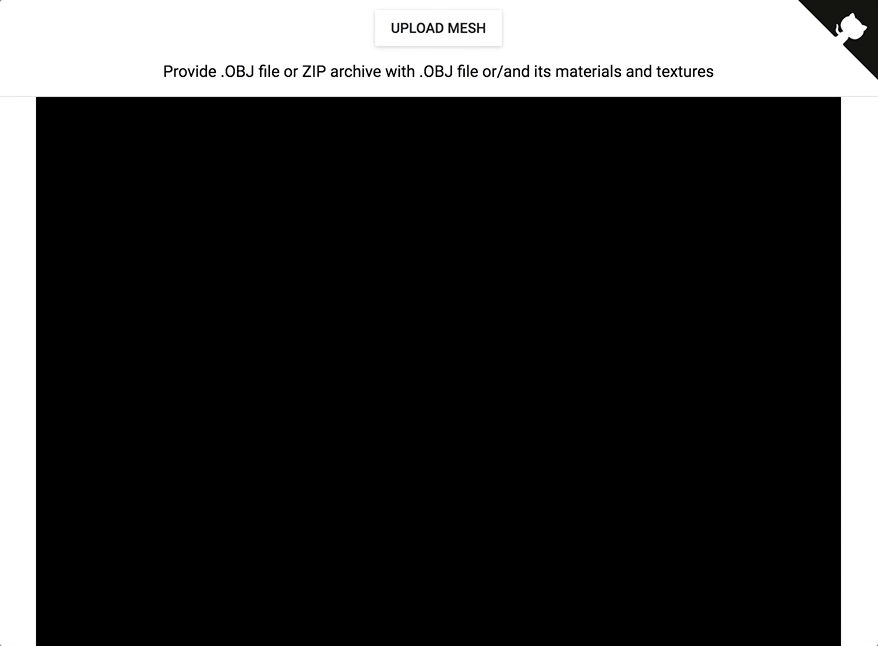 UPLOAD MESH
Provide .OBJ file or ZIP archive with .OBJ file or/and its materials and textures